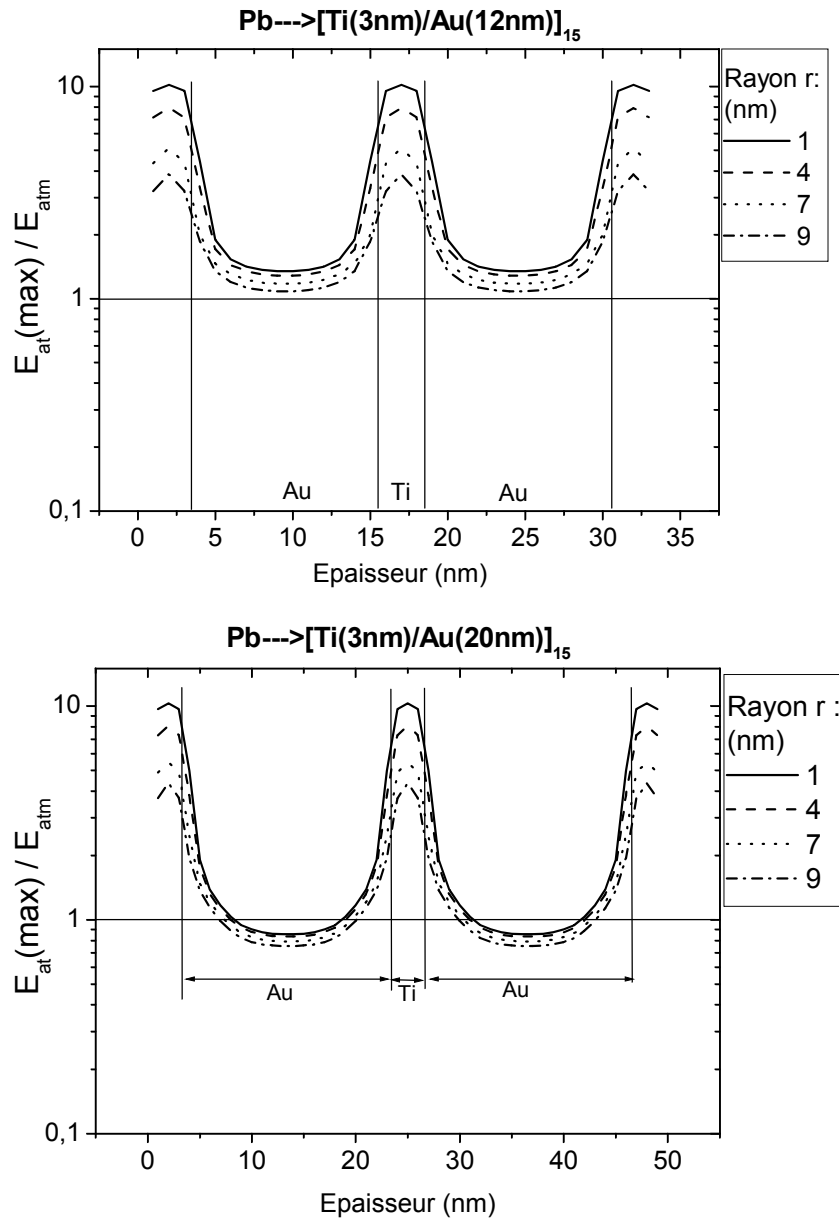 Pb--->[Ti(3nm)/Au(12nm)]₁₅
Rayon r:
(nm)
1
4
7
9
E_at(max) / E_atm
10
1
0,1
Au
Ti
Au
0 5 10 15 20 25 30 35
Epaisseur (nm)
Pb--->[Ti(3nm)/Au(20nm)]₁₅
Rayon r :
(nm)
1
4
7
9
E_at(max) / E_atm
10
1
0,1
Au
Ti
Au
0 10 20 30 40 50
Epaisseur (nm)